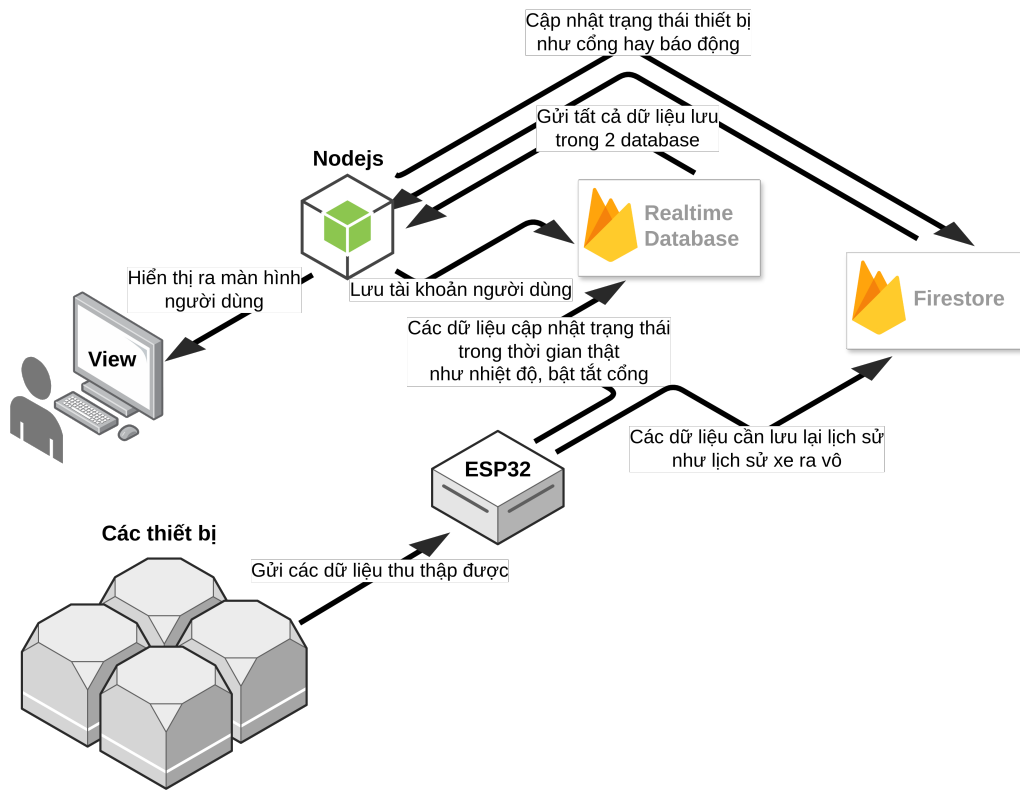 Cập nhật trạng thái thiết bị
như cổng hay báo động
Gửi tất cả dữ liệu lưu
trong 2 database
Nodejs
Realtime
Database
Firestore
Hiển thị ra màn hình
người dùng
Lưu tài khoản người dùng
View
Các dữ liệu cập nhật trạng thái
trong thời gian thật
như nhiệt độ, bật tắt cổng
Các dữ liệu cần lưu lại lịch sử
như lịch sử xe ra vô
ESP32
Các thiết bị
Gửi các dữ liệu thu thập được